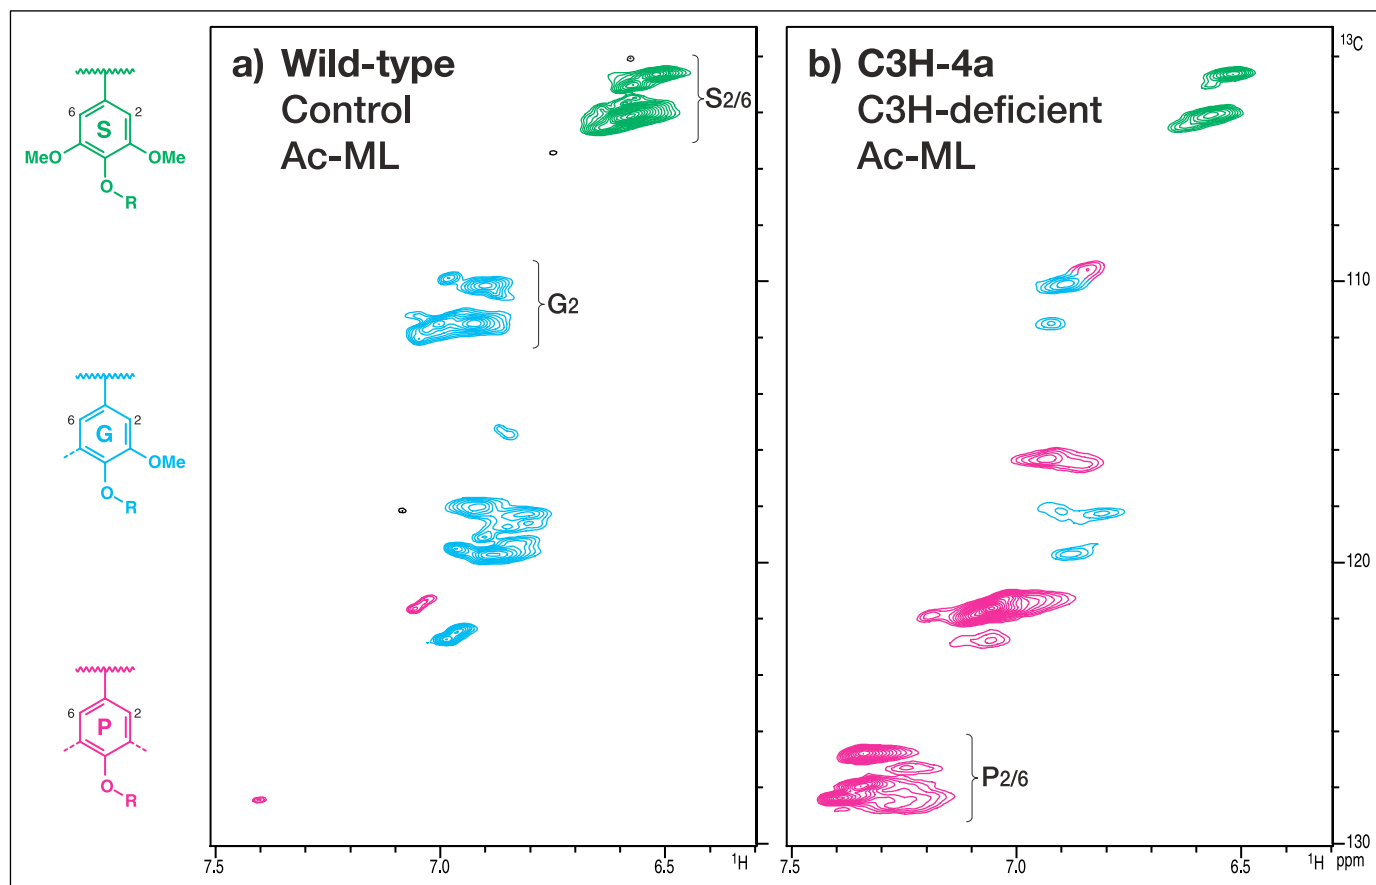 a) Wild-type
Control
Ac-ML
S2/6
G2
7.5 7.0 6.5 1H
b) C3H-4a
C3H-deficient
Ac-ML
13C
110
120
130
P2/6
7.5 7.0 6.5 1H ppm
6 S 2
MeO OMe
O
R
6 G 2
OMe
O
R
6 P 2
O
R